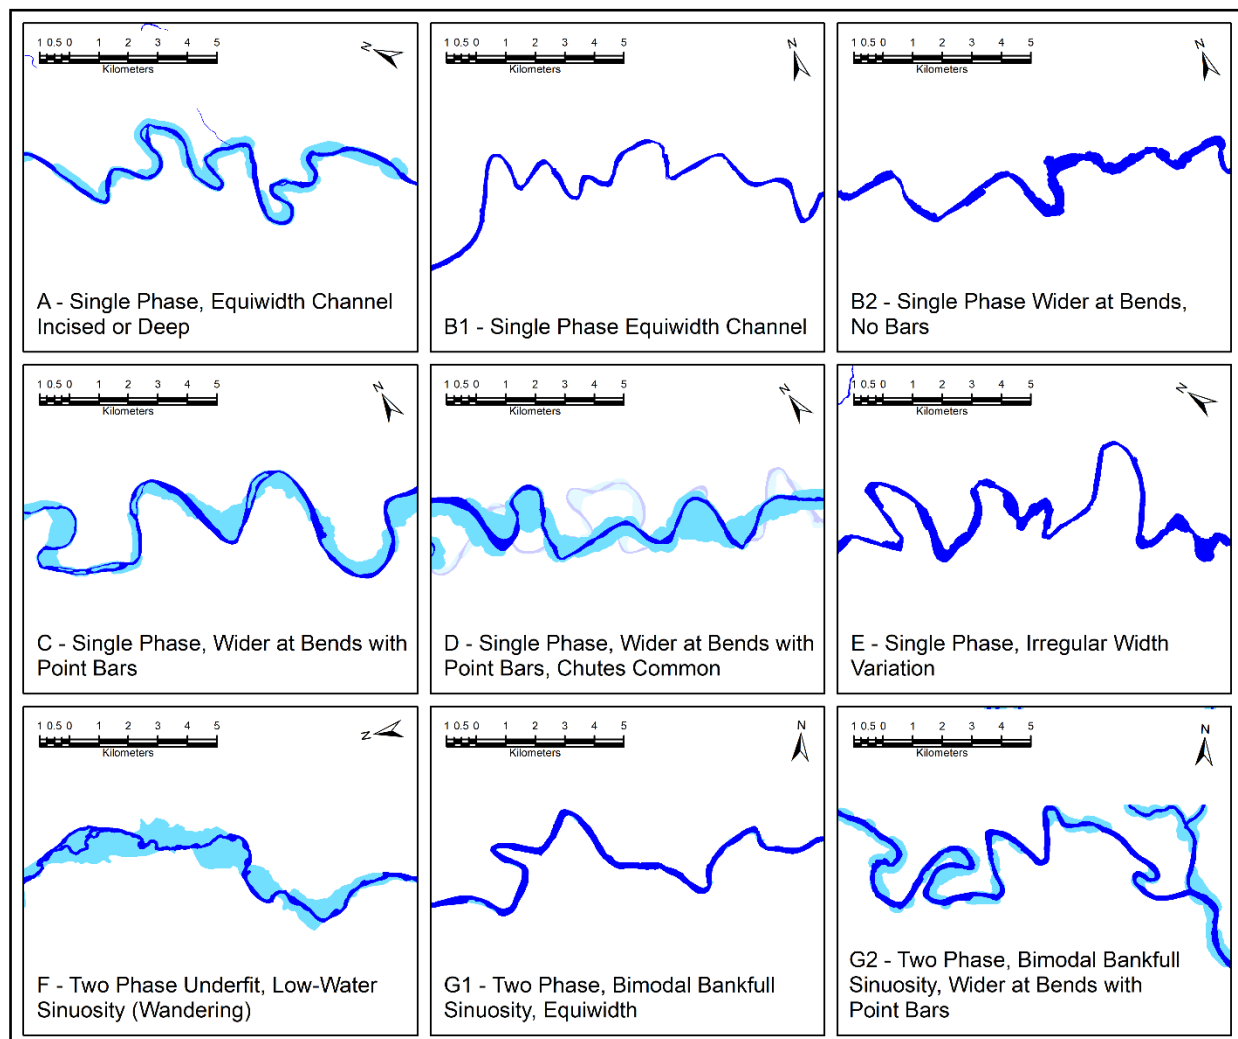 1 0.5 0 1 2 3 4 5
Kilometers
N
A - Single Phase, Equiwidth Channel
Incised or Deep
1 0.5 0 1 2 3 4 5
Kilometers
N
B1 - Single Phase Equiwidth Channel
1 0.5 0 1 2 3 4 5
Kilometers
N
B2 - Single Phase Wider at Bends,
No Bars
1 0.5 0 1 2 3 4 5
Kilometers
N
C - Single Phase, Wider at Bends with
Point Bars
1 0.5 0 1 2 3 4 5
Kilometers
N
D - Single Phase, Wider at Bends with
Point Bars, Chutes Common
1 0.5 0 1 2 3 4 5
Kilometers
N
E - Single Phase, Irregular Width
Variation
1 0.5 0 1 2 3 4 5
Kilometers
N
F - Two Phase Underfit, Low-Water
Sinuosity (Wandering)
1 0.5 0 1 2 3 4 5
Kilometers
N
G1 - Two Phase, Bimodal Bankfull
Sinuosity, Equiwidth
1 0.5 0 1 2 3 4 5
Kilometers
N
G2 - Two Phase, Bimodal Bankfull
Sinuosity, Wider at Bends with
Point Bars